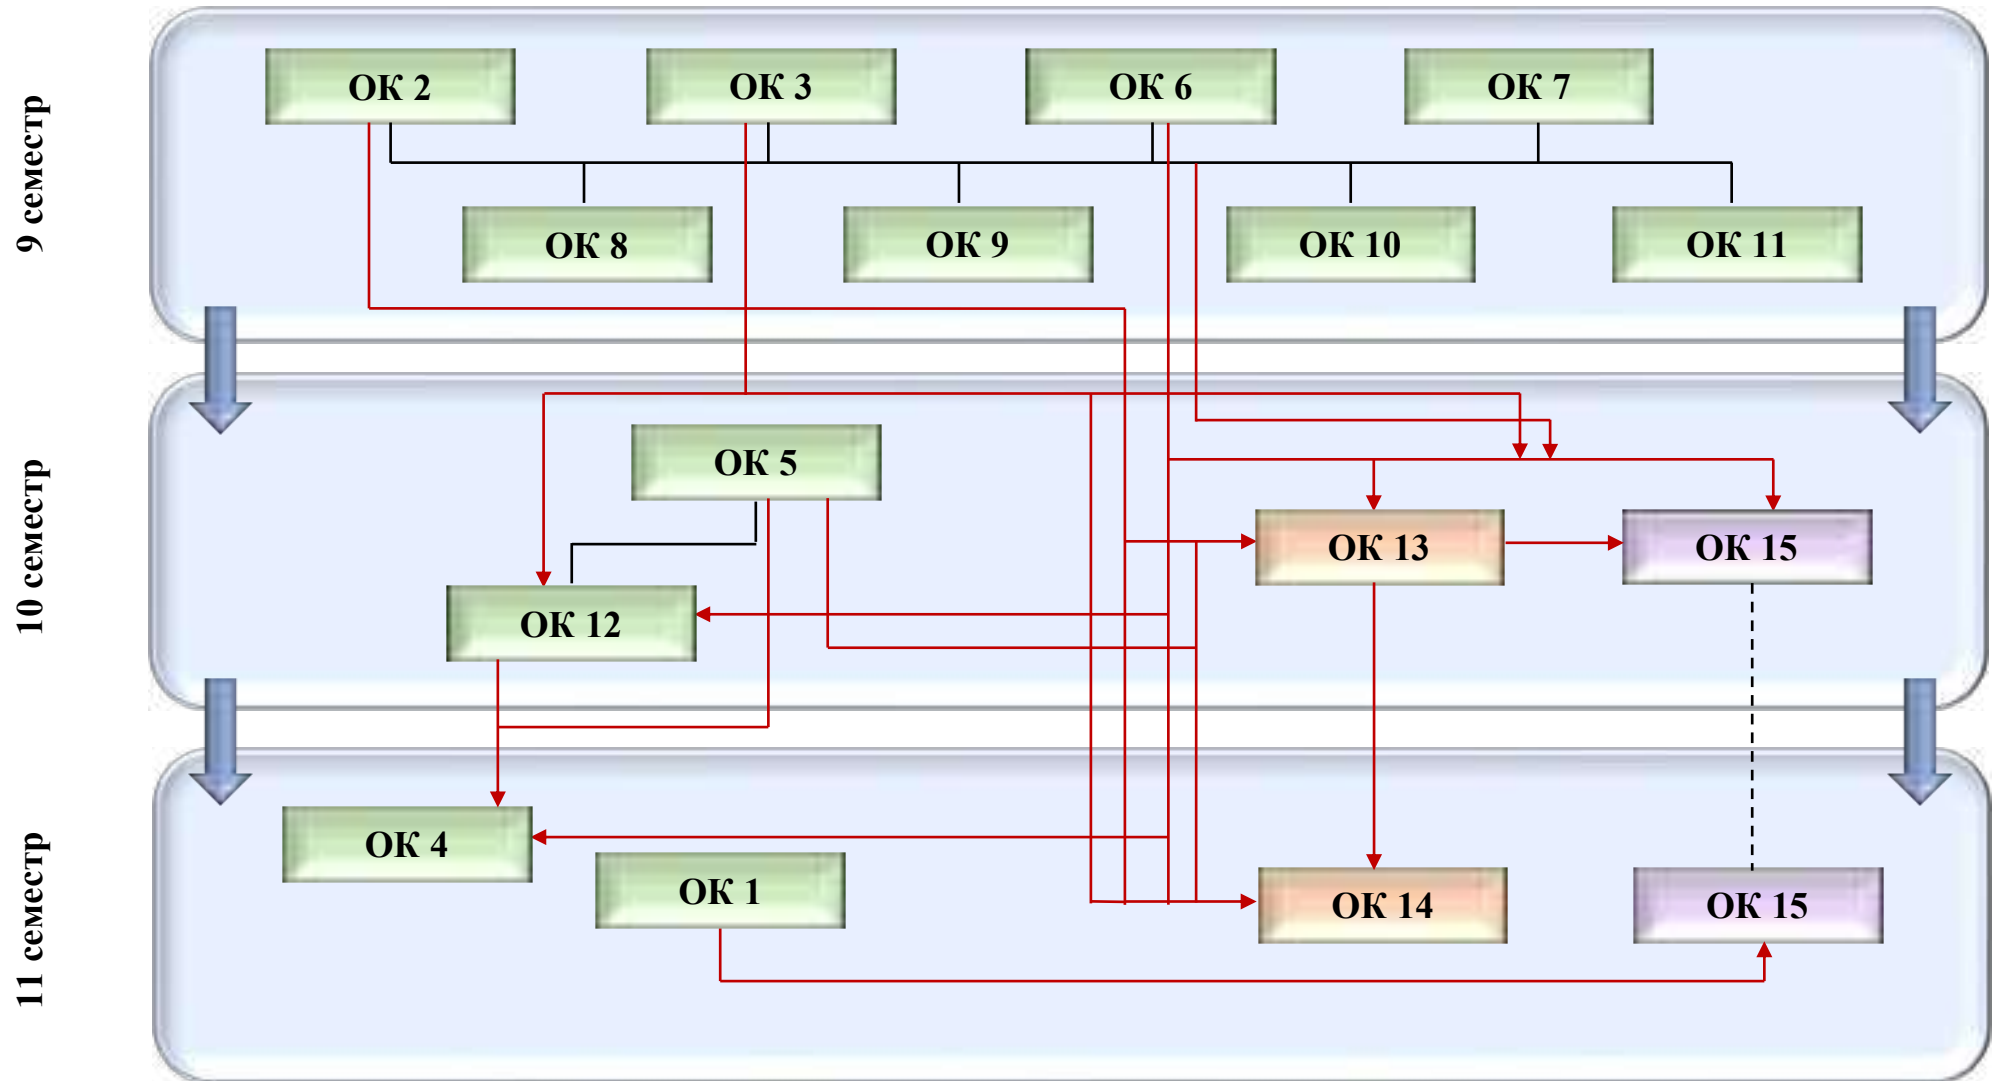 9 семестр
ОК 2
ОК 3
ОК 6
ОК 7
ОК 8
ОК 9
ОК 10
ОК 11
10 семестр
ОК 5
ОК 13
ОК 15
ОК 12
11 семестр
ОК 4
ОК 1
ОК 14
ОК 15